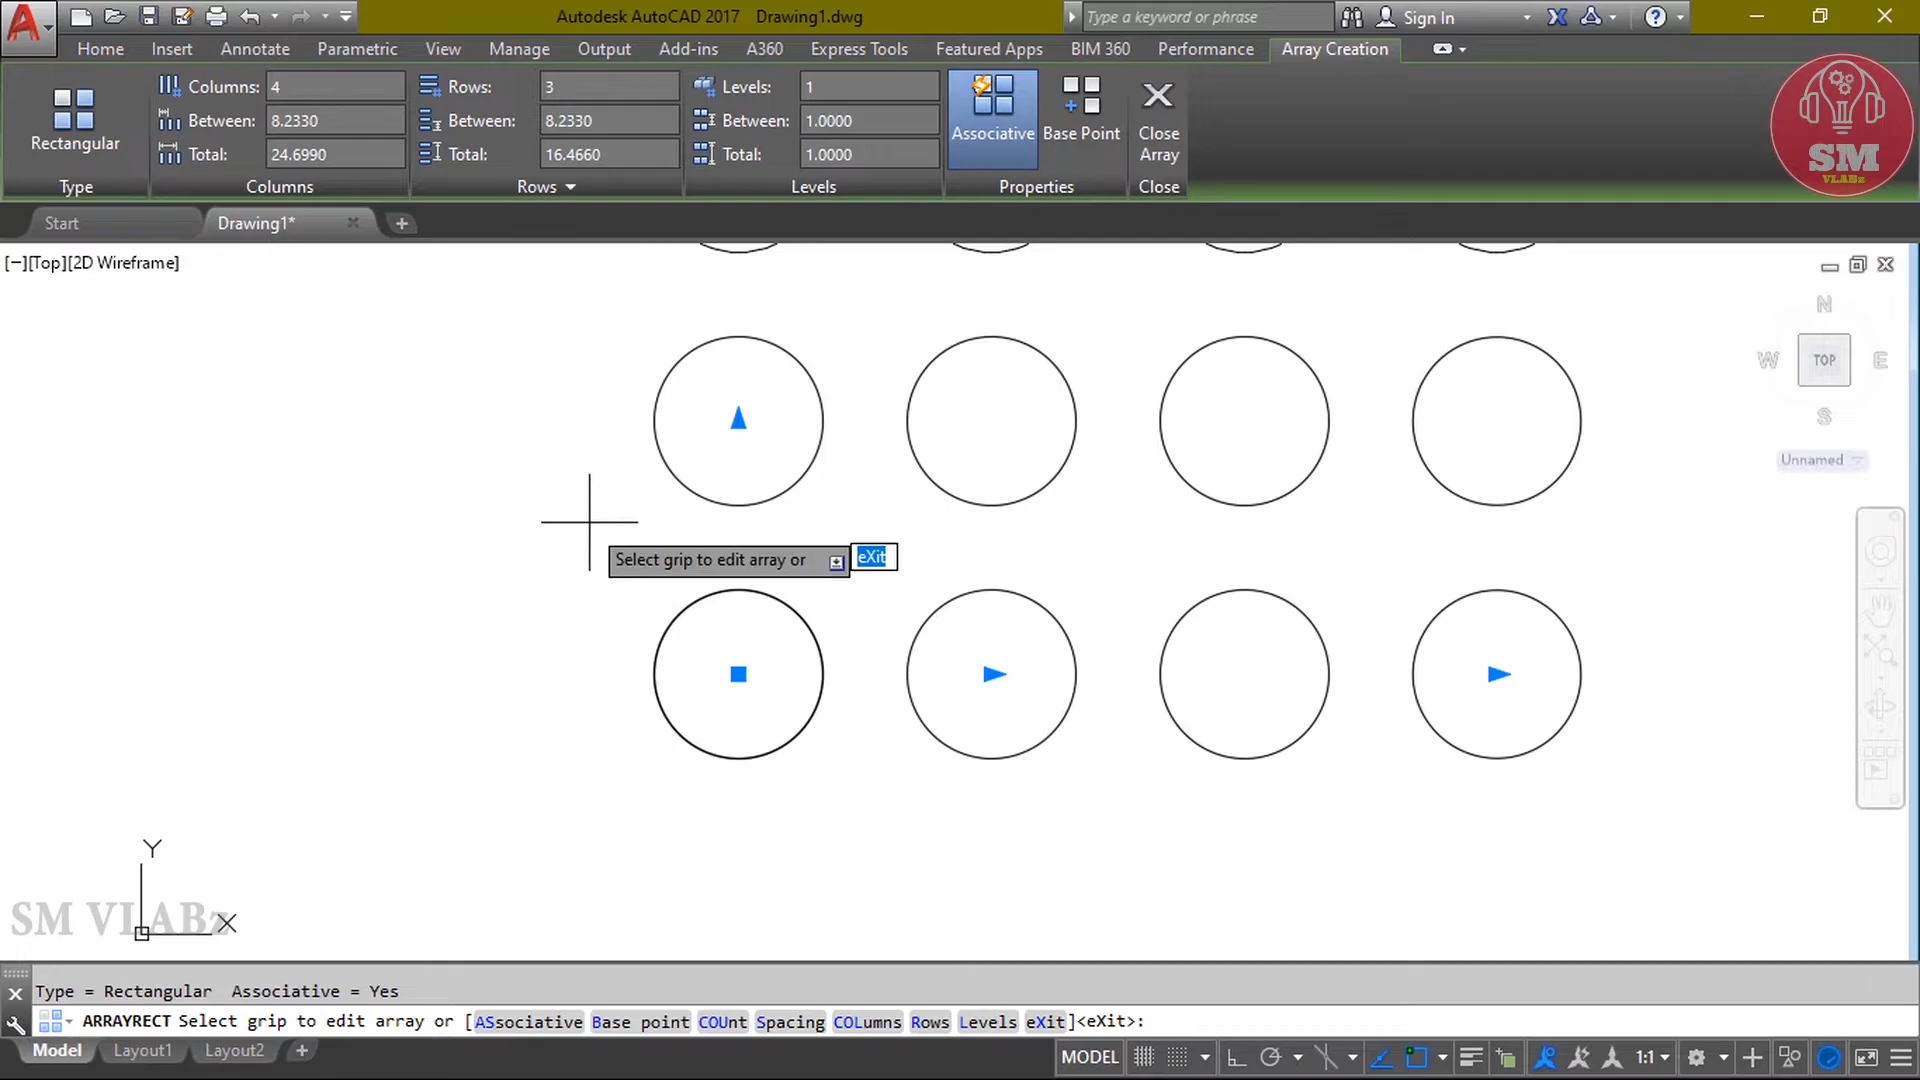 Autodesk AutoCAD 2017 Drawing1.dwg
Type a keyword or phrase
Sign In
Home Insert Annotate Parametric View Manage Output Add-ins A360 Express Tools Featured Apps BIM 360 Performance Array Creation
Columns: 4 Rows: 3 Levels: 1
Between: 8.2330 Between: 8.2330 Between: 1.0000
Total: 24.6990 Total: 16.4660 Total: 1.0000
Rectangular
Associative Base Point Close Array
Type Columns Rows Levels Properties Close
SM
VLABz
Start Drawing1*
[−][Top][2D Wireframe]
N
W TOP E
S
Unnamed
Select grip to edit array or eXit
Y
X
SM VLABz
Type = Rectangular Associative = Yes
ARRAYRECT Select grip to edit array or [ASsociative Base point COUnt Spacing COLumns Rows Levels eXit]<eXit>:
Model Layout1 Layout2 +
MODEL 1:1